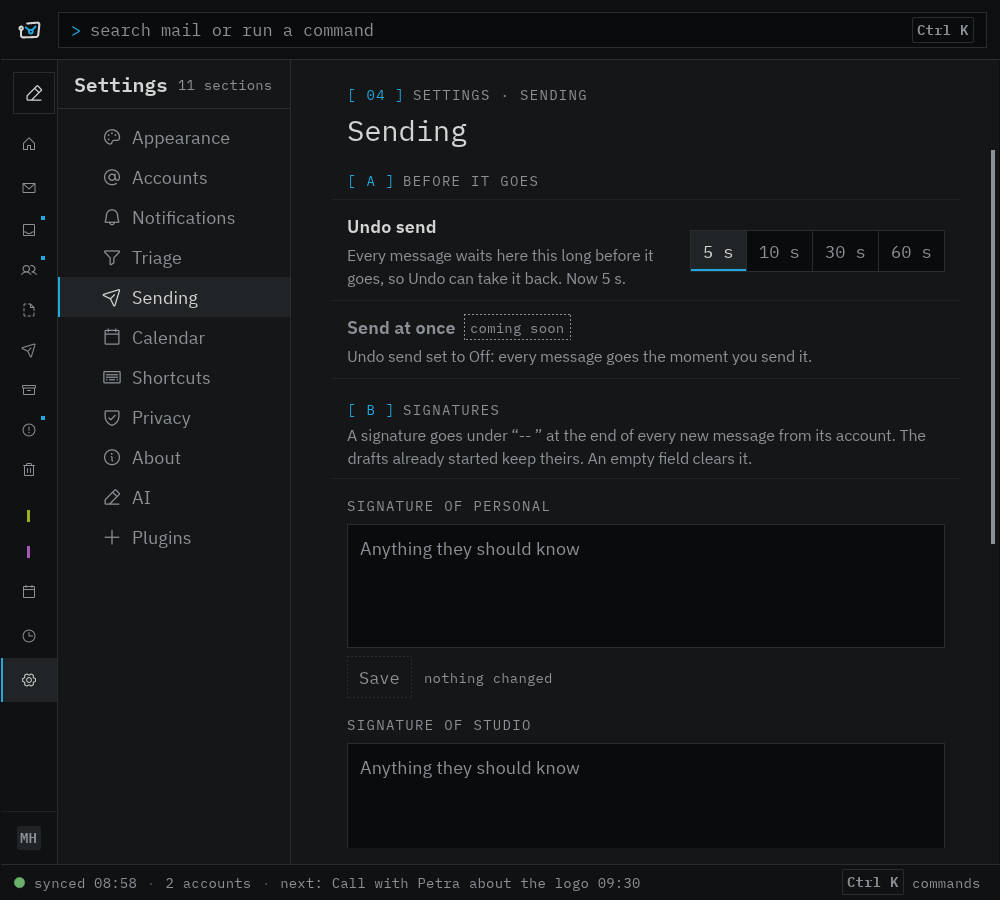 > search mail or run a command
Ctrl K
Settings 11 sections
Appearance
Accounts
Notifications
Triage
Sending
Calendar
Shortcuts
Privacy
About
AI
Plugins
MH
[ 04 ] SETTINGS · SENDING
Sending
[ A ] BEFORE IT GOES
Undo send
Every message waits here this long before it
goes, so Undo can take it back. Now 5 s.
5 s 10 s 30 s 60 s
Send at once coming soon
Undo send set to Off: every message goes the moment you send it.
[ B ] SIGNATURES
A signature goes under “-- ” at the end of every new message from its account. The
drafts already started keep theirs. An empty field clears it.
SIGNATURE OF PERSONAL
Anything they should know
Save nothing changed
SIGNATURE OF STUDIO
Anything they should know
synced 08:58 · 2 accounts · next: Call with Petra about the logo 09:30
Ctrl K commands